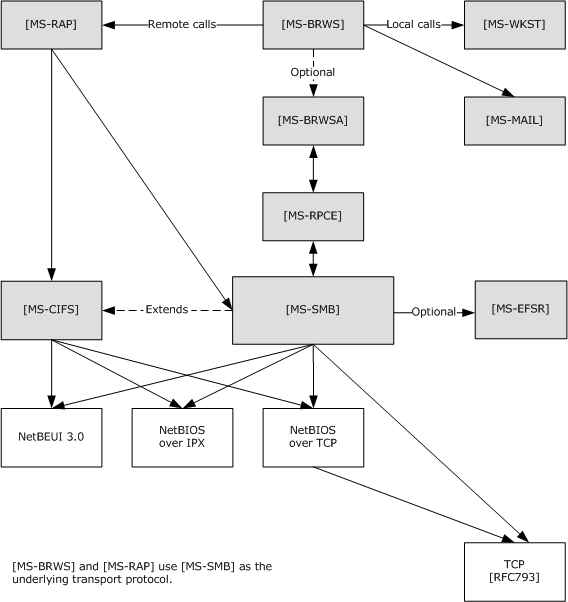 [MS-RAP]
Remote calls
[MS-BRWS]
Local calls
[MS-WKST]
Optional
[MS-BRWSA]
[MS-MAIL]
[MS-RPCE]
[MS-CIFS]
Extends
[MS-SMB]
Optional
[MS-EFSR]
NetBEUI 3.0
NetBIOS
over IPX
NetBIOS
over TCP
TCP
[RFC793]
[MS-BRWS] and [MS-RAP] use [MS-SMB] as the
underlying transport protocol.